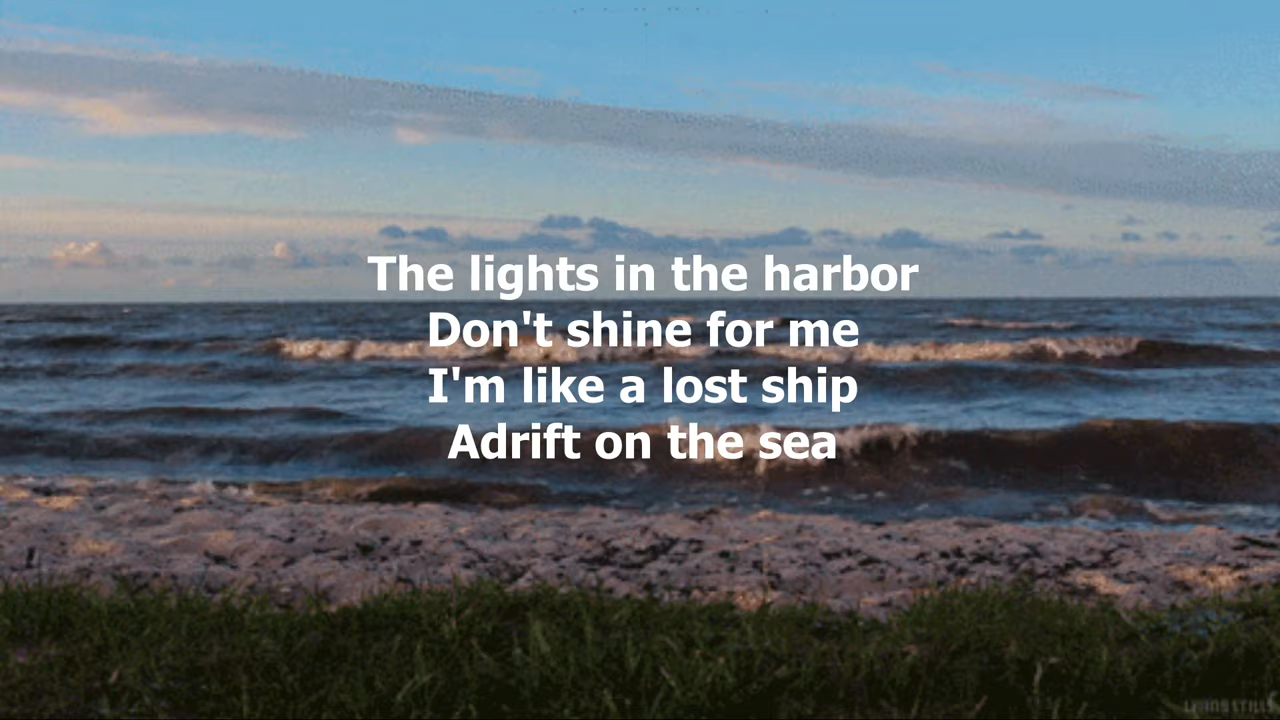 The lights in the harbor
Don't shine for me
I'm like a lost ship
Adrift on the sea